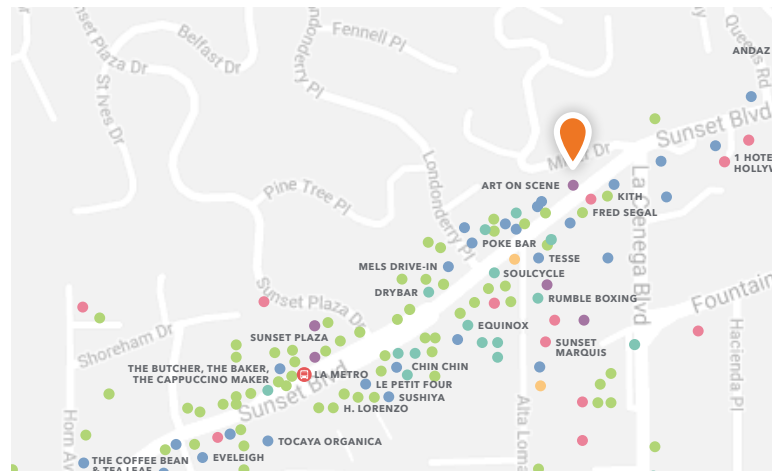 Sunset Plaza Dr
Belfast Dr
Fennell Pl
Queens Rd
ANDAZ
St Ives Dr
Sunset Blvd
Miller Dr
1 HOTE
HOLLYW
Londonderry Pl
Londonderry Pl
ART ON SCENE
KITH
FRED SEGAL
La Cienega Blvd
Pine Tree Pl
POKE BAR
TESSE
MELS DRIVE-IN
SOULCYCLE
DRYBAR
RUMBLE BOXING
Fountain
Sunset Plaza Dr
EQUINOX
Shoreham Dr
SUNSET PLAZA
SUNSET
MARQUIS
Hacienda Pl
THE BUTCHER, THE BAKER,
THE CAPPUCCINO MAKER
LA METRO
CHIN CHIN
LE PETIT FOUR
SUSHIYA
Sunset Blvd
H. LORENZO
Alta Loma
Horn Av
TOCAYA ORGANICA
EVELEIGH
THE COFFEE BEAN
& TEA LEAF